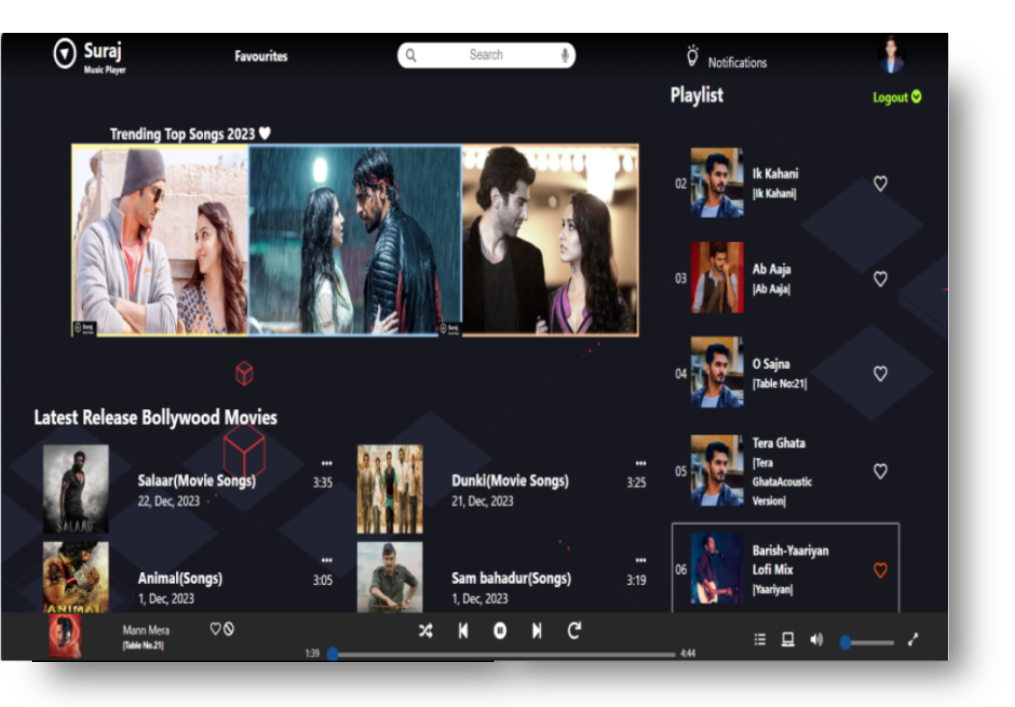 Suraj
Music Player
Favourites
Search
Notifications
Playlist
Logout
Trending Top Songs 2023
Suraj
Suraj
02
Ik Kahani
|Ik Kahani|
03
Ab Aaja
|Ab Aaja|
04
O Sajna
|Table No:21|
05
Tera Ghata
|Tera
GhataAcoustic
Version|
06
Barish-Yaariyan
Lofi Mix
|Yaariyan|
Latest Release Bollywood Movies
SALAAR
Salaar(Movie Songs)
22, Dec, 2023
3:35
Dunki(Movie Songs)
21, Dec, 2023
3:25
ANIMAL
Animal(Songs)
1, Dec, 2023
3:05
Sam bahadur(Songs)
1, Dec, 2023
3:19
Mann Mera
|Table No.21|
1:39
4:44